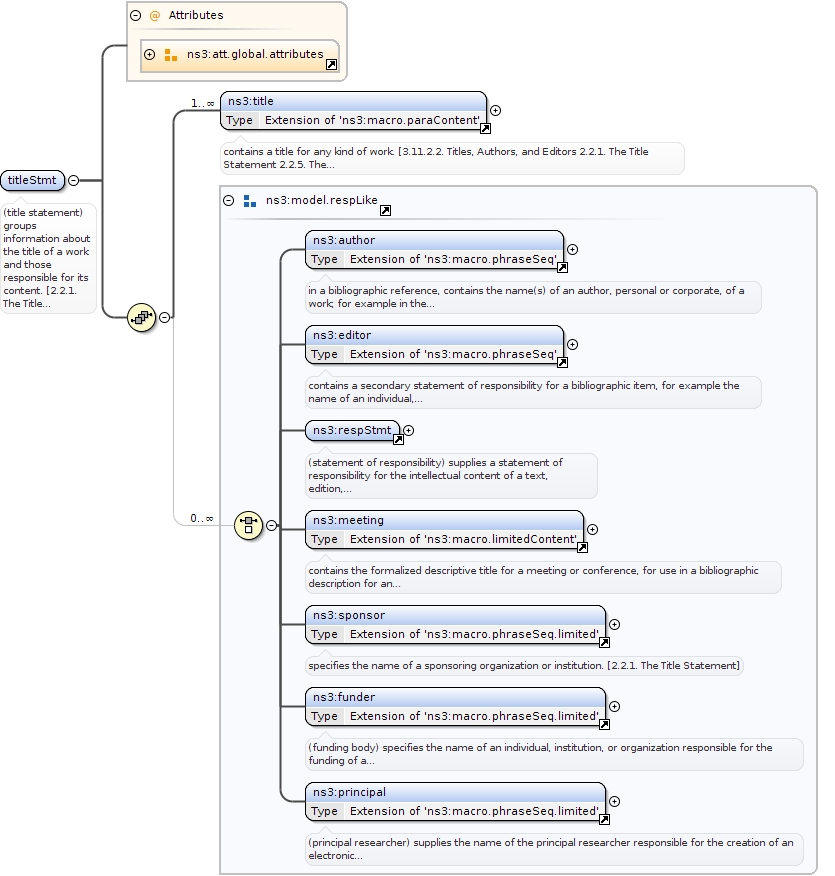 Attributes
ns3:att.global.attributes
1..∞
ns3:title
Type Extension of 'ns3:macro.paraContent'
contains a title for any kind of work. [3.11.2.2. Titles, Authors, and Editors 2.2.1. The Title
Statement 2.2.5. The...
titleStmt
(title statement)
groups
information about
the title of a work
and those
responsible for its
content. [2.2.1.
The Title...
ns3:model.respLike
ns3:author
Type Extension of 'ns3:macro.phraseSeq'
in a bibliographic reference, contains the name(s) of an author, personal or corporate, of a
work; for example in the...
ns3:editor
Type Extension of 'ns3:macro.phraseSeq'
contains a secondary statement of responsibility for a bibliographic item, for example the
name of an individual,...
ns3:respStmt
(statement of responsibility) supplies a statement of
responsibility for the intellectual content of a text,
edition,...
0..∞
ns3:meeting
Type Extension of 'ns3:macro.limitedContent'
contains the formalized descriptive title for a meeting or conference, for use in a bibliographic
description for an...
ns3:sponsor
Type Extension of 'ns3:macro.phraseSeq.limited'
specifies the name of a sponsoring organization or institution. [2.2.1. The Title Statement]
ns3:funder
Type Extension of 'ns3:macro.phraseSeq.limited'
(funding body) specifies the name of an individual, institution, or organization responsible for the
funding of a...
ns3:principal
Type Extension of 'ns3:macro.phraseSeq.limited'
(principal researcher) supplies the name of the principal researcher responsible for the creation of an
electronic...